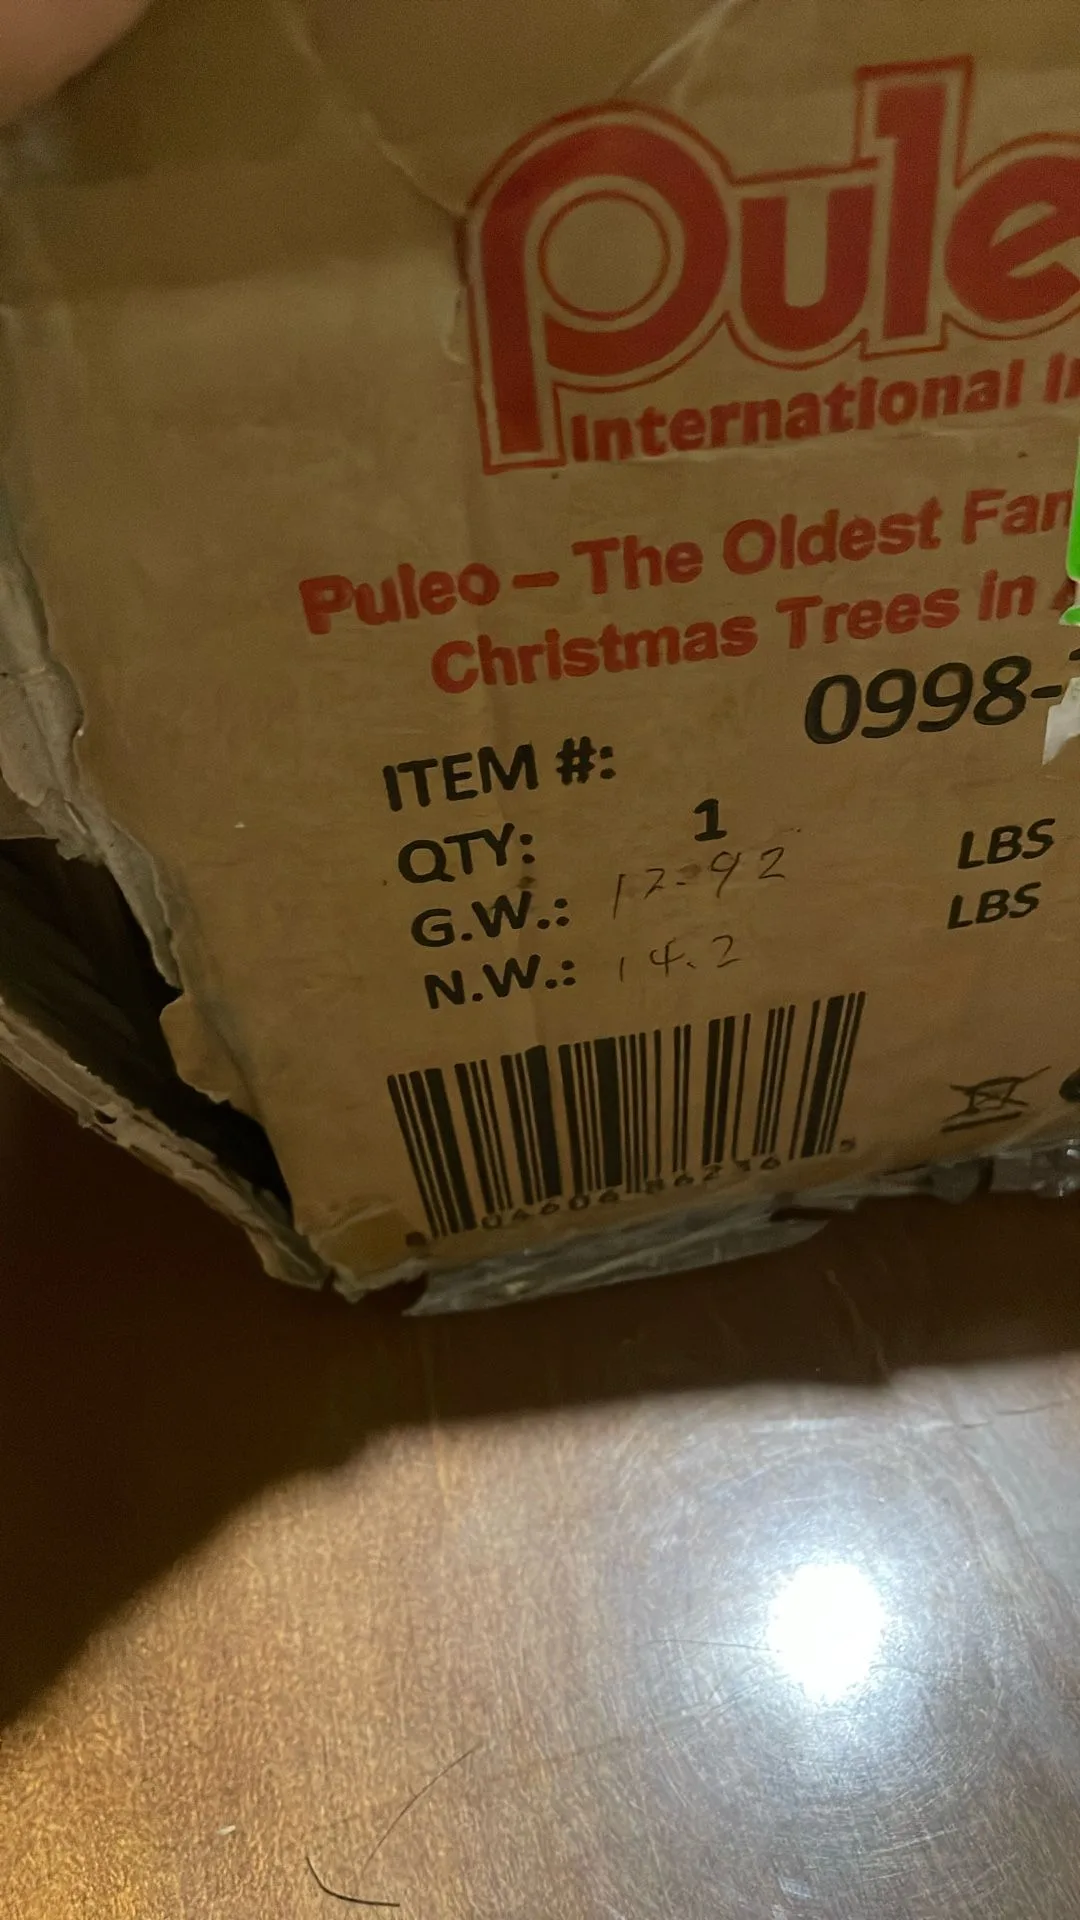 Pule
International I
Puleo – The Oldest Fam
Christmas Trees in A
ITEM #: 0998-
QTY: 1
G.W.: 17.92 LBS
N.W.: 14.2 LBS